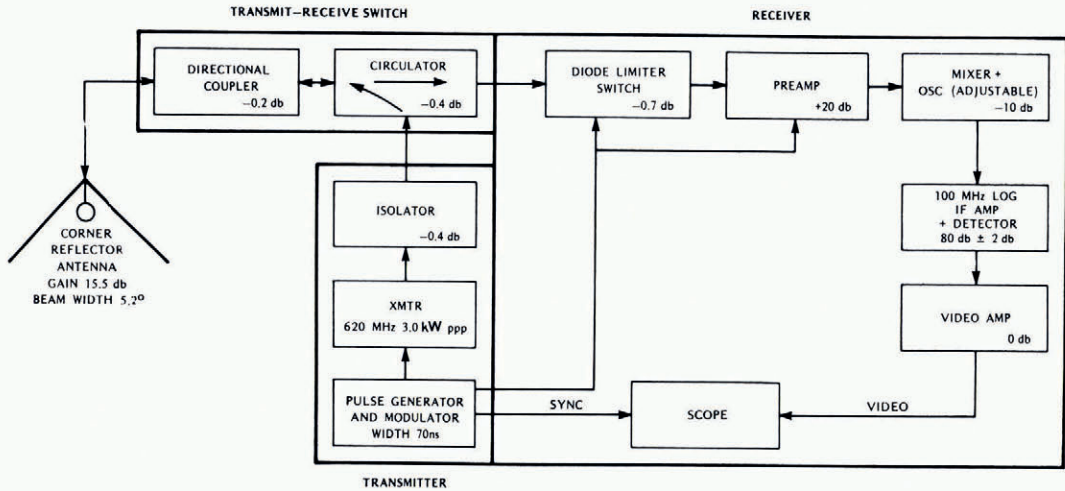 TRANSMIT–RECEIVE SWITCH
RECEIVER
DIRECTIONAL
COUPLER
−0.2 db
CIRCULATOR
−0.4 db
DIODE LIMITER
SWITCH
−0.7 db
PREAMP
+20 db
MIXER +
OSC (ADJUSTABLE)
−10 db
ISOLATOR
−0.4 db
100 MHz LOG
IF AMP
+ DETECTOR
80 db ± 2 db
CORNER
REFLECTOR
ANTENNA
GAIN 15.5 db
BEAM WIDTH 5.2°
XMTR
620 MHz 3.0 kW ppp
VIDEO AMP
0 db
PULSE GENERATOR
AND MODULATOR
WIDTH 70ns
SYNC
SCOPE
VIDEO
TRANSMITTER